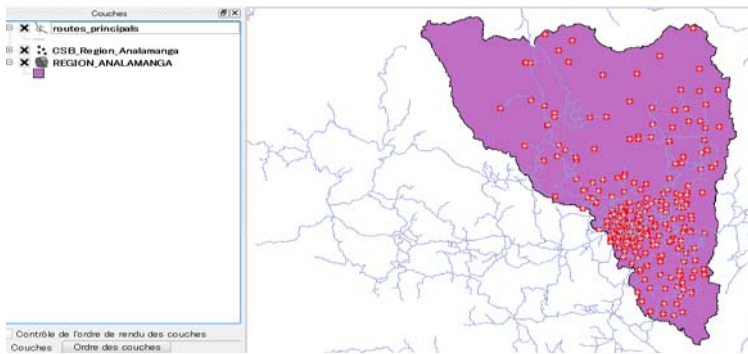 Couches
routes_principals
CSB_Region_Analamanga
REGION_ANALAMANGA
Contrôle de l'ordre de rendu des couches
Couches Ordre des couches